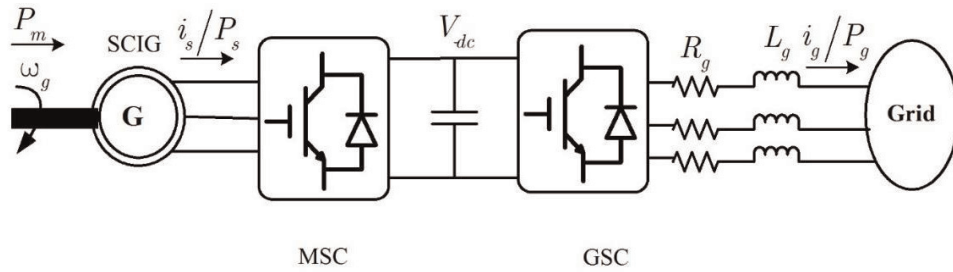 P_m
SCIG
i_s/P_s
V_dc
R_g
L_g
i_g/P_g
ω_g
G
Grid
MSC
GSC